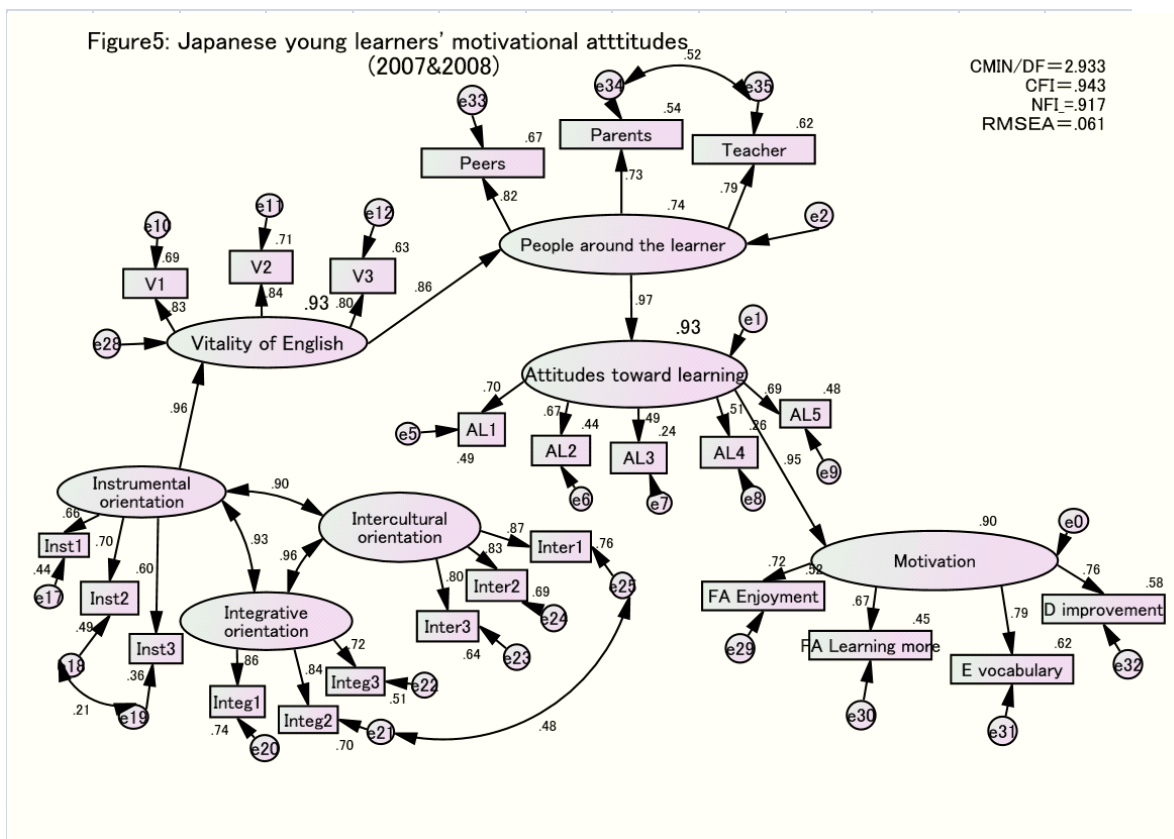 Figure5: Japanese young learners' motivational atttitudes
(2007&2008)
CMIN/DF=2.933
CFI=.943
NFI_=.917
RMSEA=.061
.52
e33
e34
e35
.67
Peers
.54
Parents
.62
Teacher
.82
.73
.79
.74
e2
People around the learner
e10
e11
e12
.69
V1
.71
V2
.63
V3
.83
.84
.80
.93
.86
e28
Vitality of English
.97
.93
e1
Attitudes toward learning
.70
.67
.49
.51
.69
.48
e5
AL1
.49
AL2
.44
AL3
.24
AL4
.26
AL5
e6
e7
e8
e9
.95
.96
Instrumental
orientation
.90
Intercultural
orientation
.93
.96
Integrative
orientation
.66
.70
.60
Inst1
.44
e17
Inst2
.49
e18
Inst3
.36
e19
.21
.87
.83
.80
Inter1
.76
e25
Inter2
.69
e24
Inter3
.64
e23
.86
.84
.72
Integ1
.74
e20
Integ2
.70
e21
Integ3
.51
e22
.48
.90
e0
Motivation
.72
.52
.67
.79
.76
.58
FA Enjoyment
e29
.45
FA Learning more
e30
.62
E vocabulary
e31
D improvement
e32